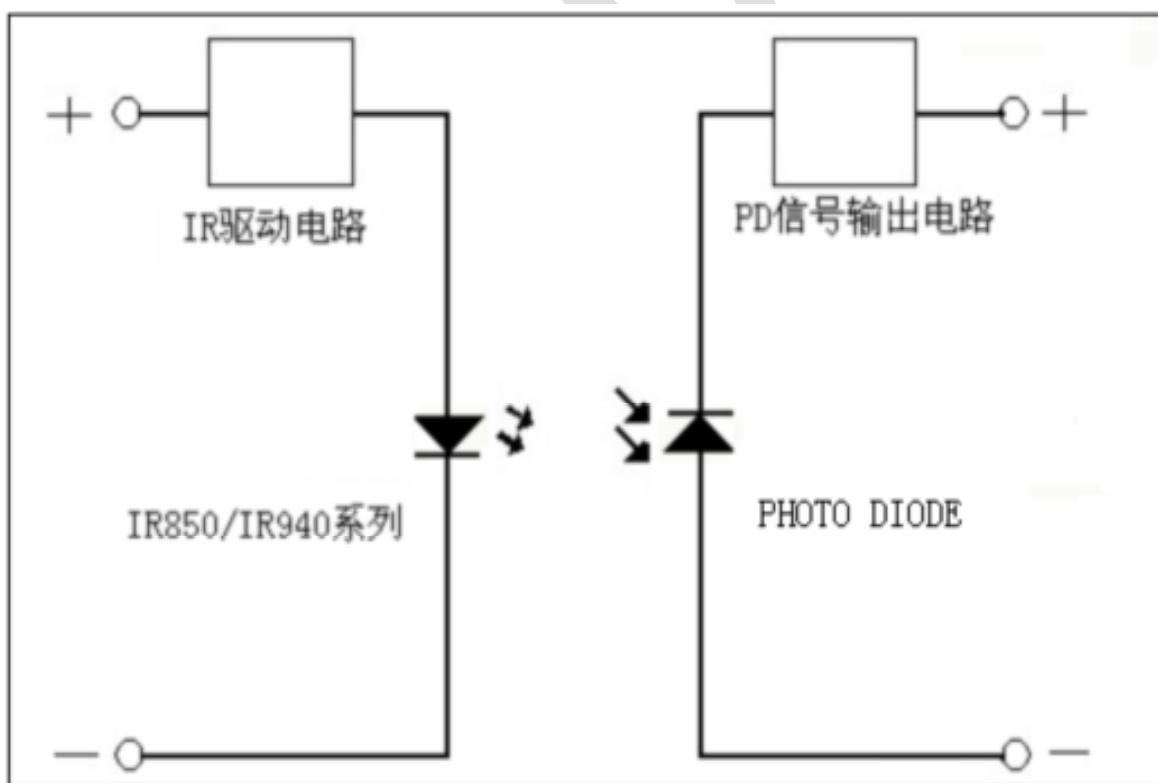 +
+
IR驱动电路
PD信号输出电路
IR850/IR940系列
PHOTO DIODE
—
—